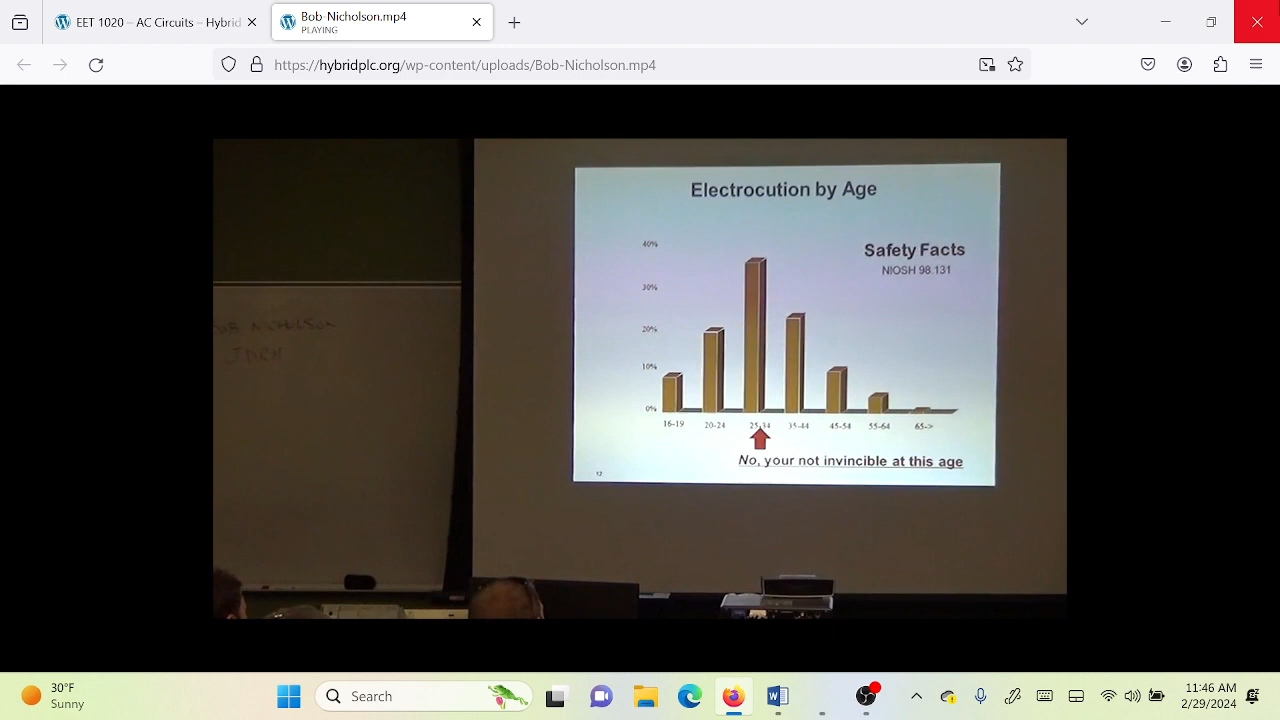 EET 1020 – AC Circuits – Hybrid
Bob-Nicholson.mp4
PLAYING
https://hybridplc.org/wp-content/uploads/Bob-Nicholson.mp4
Electrocution by Age
Safety Facts
NIOSH 98.131
40%
30%
20%
10%
0%
16-19 20-24 25-34 35-44 45-54 55-64 65->
No, your not invincible at this age
12
BOB NICHOLSON
30°F
Sunny
Search
11:46 AM
2/29/2024